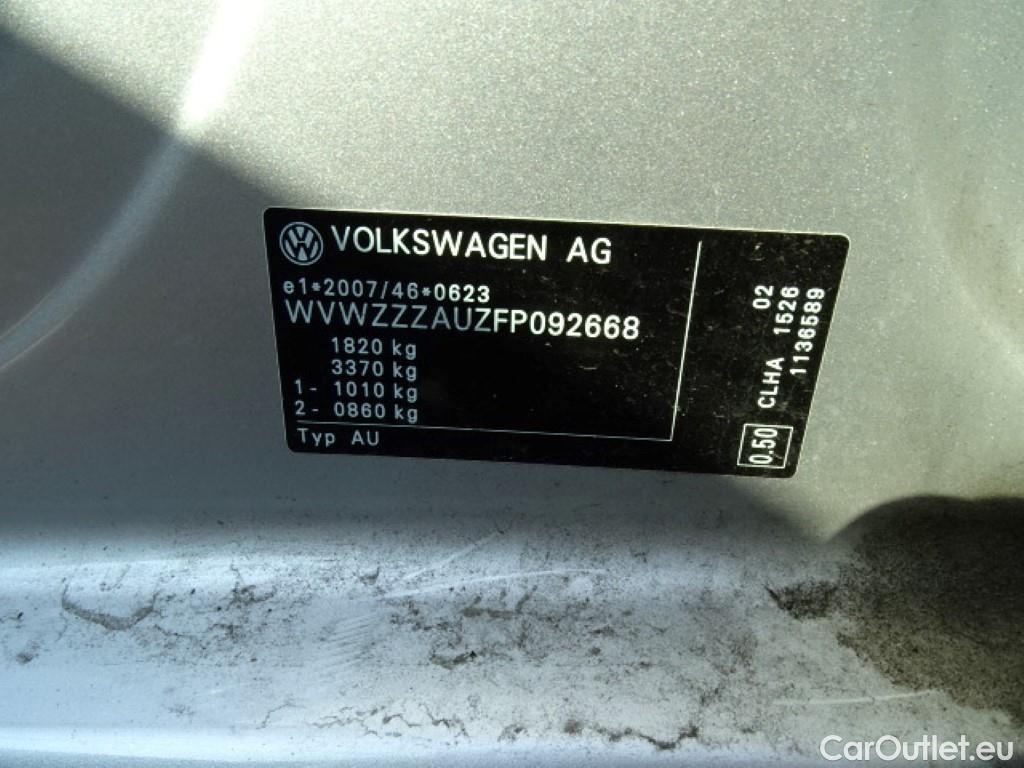 VOLKSWAGEN AG
e1*2007/46*0623
WVWZZZAUZFP092668
1820 kg
3370 kg
1- 1010 kg
2- 0860 kg
Typ AU
02
CLHA 1526
1136589
0.50
CarOutlet.eu